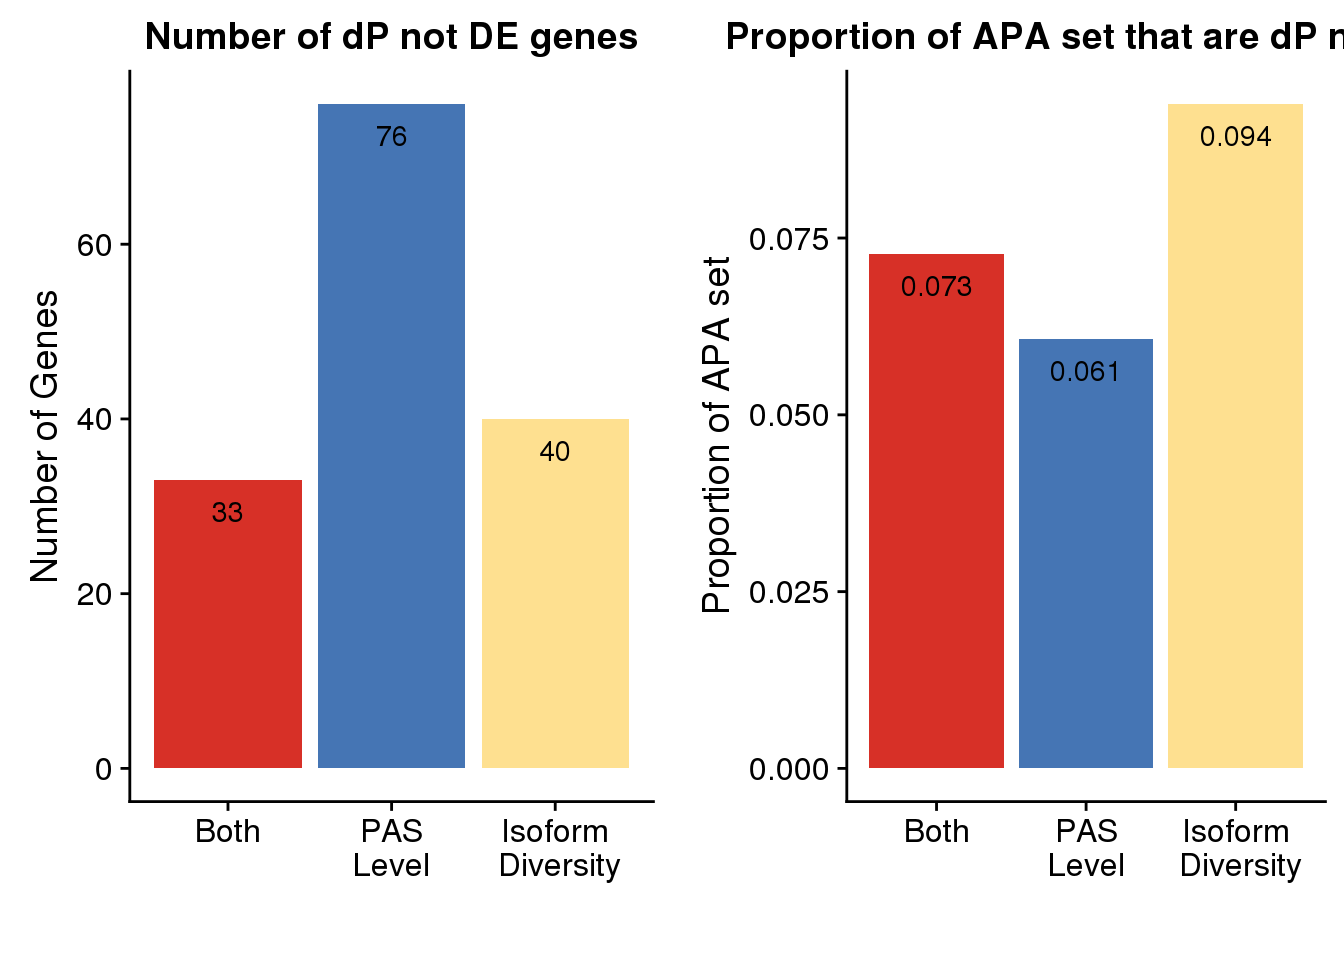 Number of dP not DE genes
Number of Genes
60
40
20
0
76
33
40
Both
PAS
Level
Isoform
Diversity
Proportion of APA set that are dP
Proportion of APA set
0.075
0.050
0.025
0.000
0.094
0.073
0.061
Both
PAS
Level
Isoform
Diversity